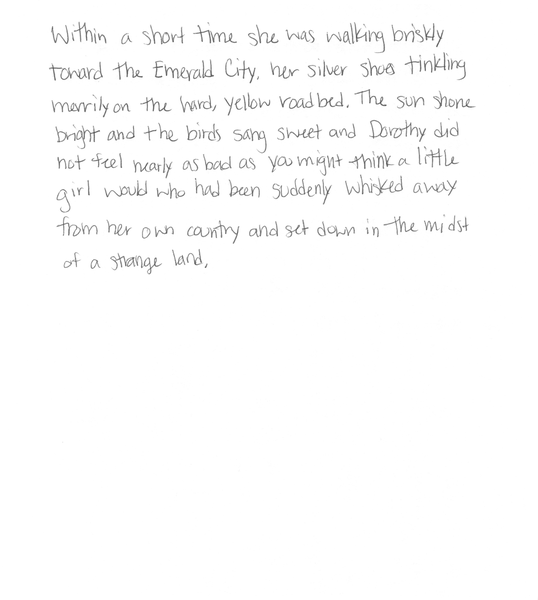 Within a short time she was walking briskly
toward the Emerald City, her silver shoes tinkling
merrily on the hard, yellow roadbed. The sun shone
bright and the birds sang sweet and Dorothy did
not feel nearly as bad as you might think a little
girl would who had been suddenly whisked away
from her own country and set down in the midst
of a strange land.